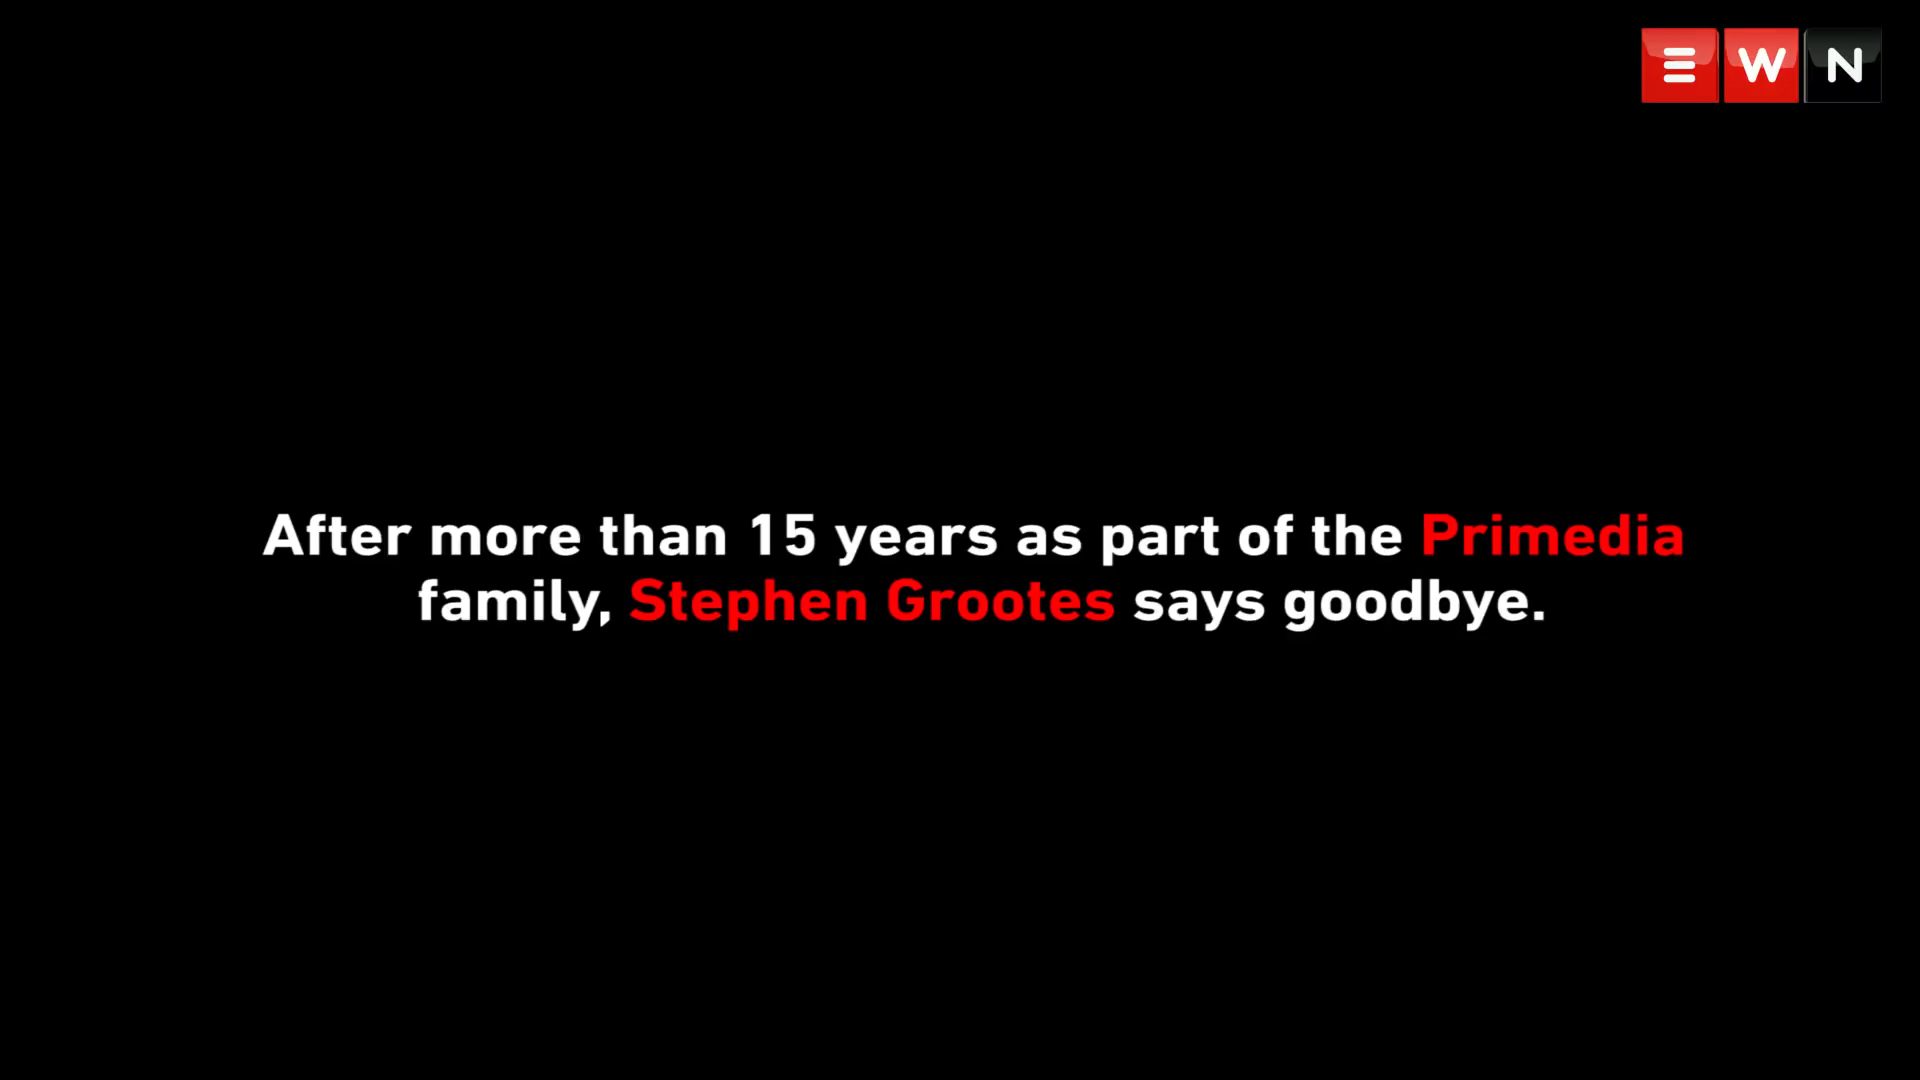 EWN
After more than 15 years as part of the Primedia
family, Stephen Grootes says goodbye.